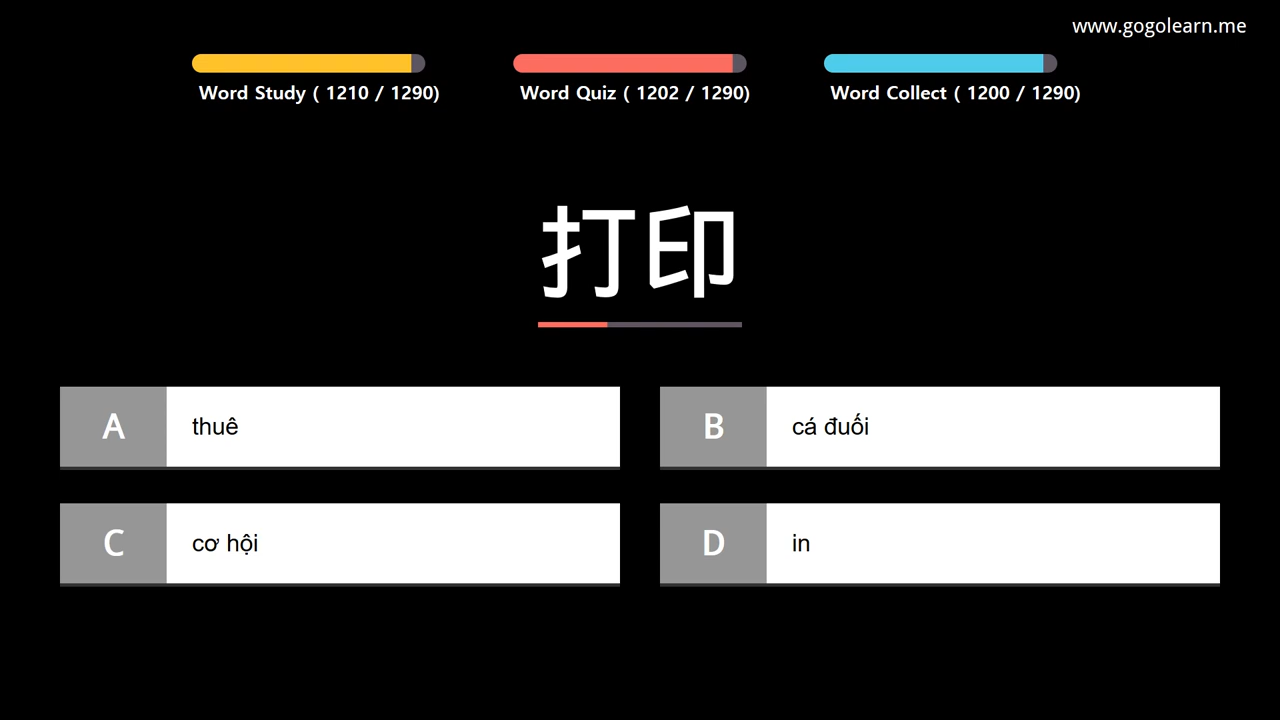 www.gogolearn.me
Word Study ( 1210 / 1290)
Word Quiz ( 1202 / 1290)
Word Collect ( 1200 / 1290)
打印
A thuê
B cá đuối
C cơ hội
D in